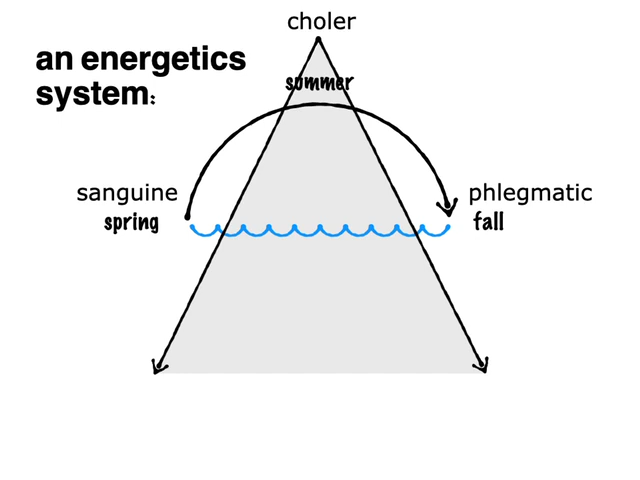 choler
an energetics
system:
summer
sanguine
spring
phlegmatic
fall